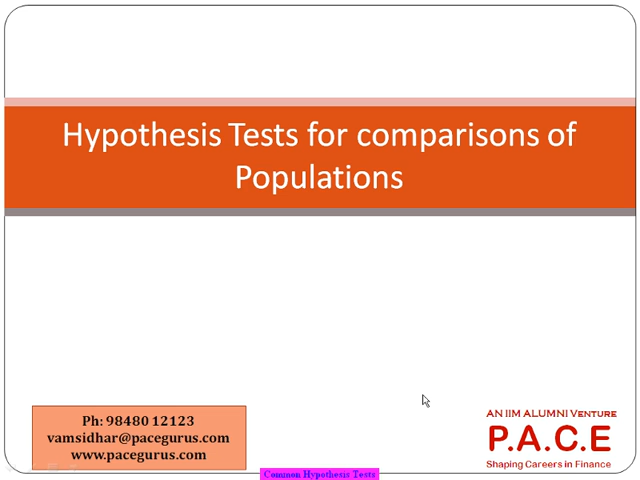 Hypothesis Tests for comparisons of
Populations
Ph: 98480 12123
vamsidhar@pacegurus.com
www.pacegurus.com
AN IIM ALUMNI VENTURE
P.A.C.E
Shaping Careers in Finance
Common Hypothesis Tests